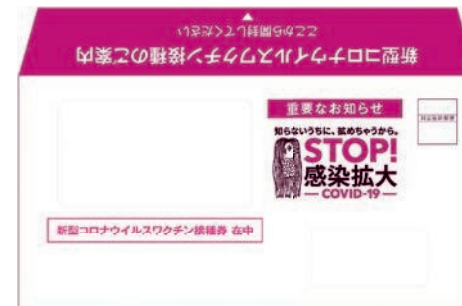 ここから開封してください
新型コロナウイルスワクチン接種のご案内
重要なお知らせ
知らないうちに、拡めちゃうから。
STOP!
感染拡大
COVID-19
新型コロナウイルスワクチン接種券 在中